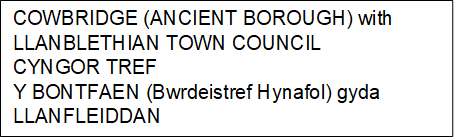 COWBRIDGE (ANCIENT BOROUGH) with
LLANBLETHIAN TOWN COUNCIL
CYNGOR TREF
Y BONTFAEN (Bwrdeistref Hynafol) gyda
LLANFLEIDDAN